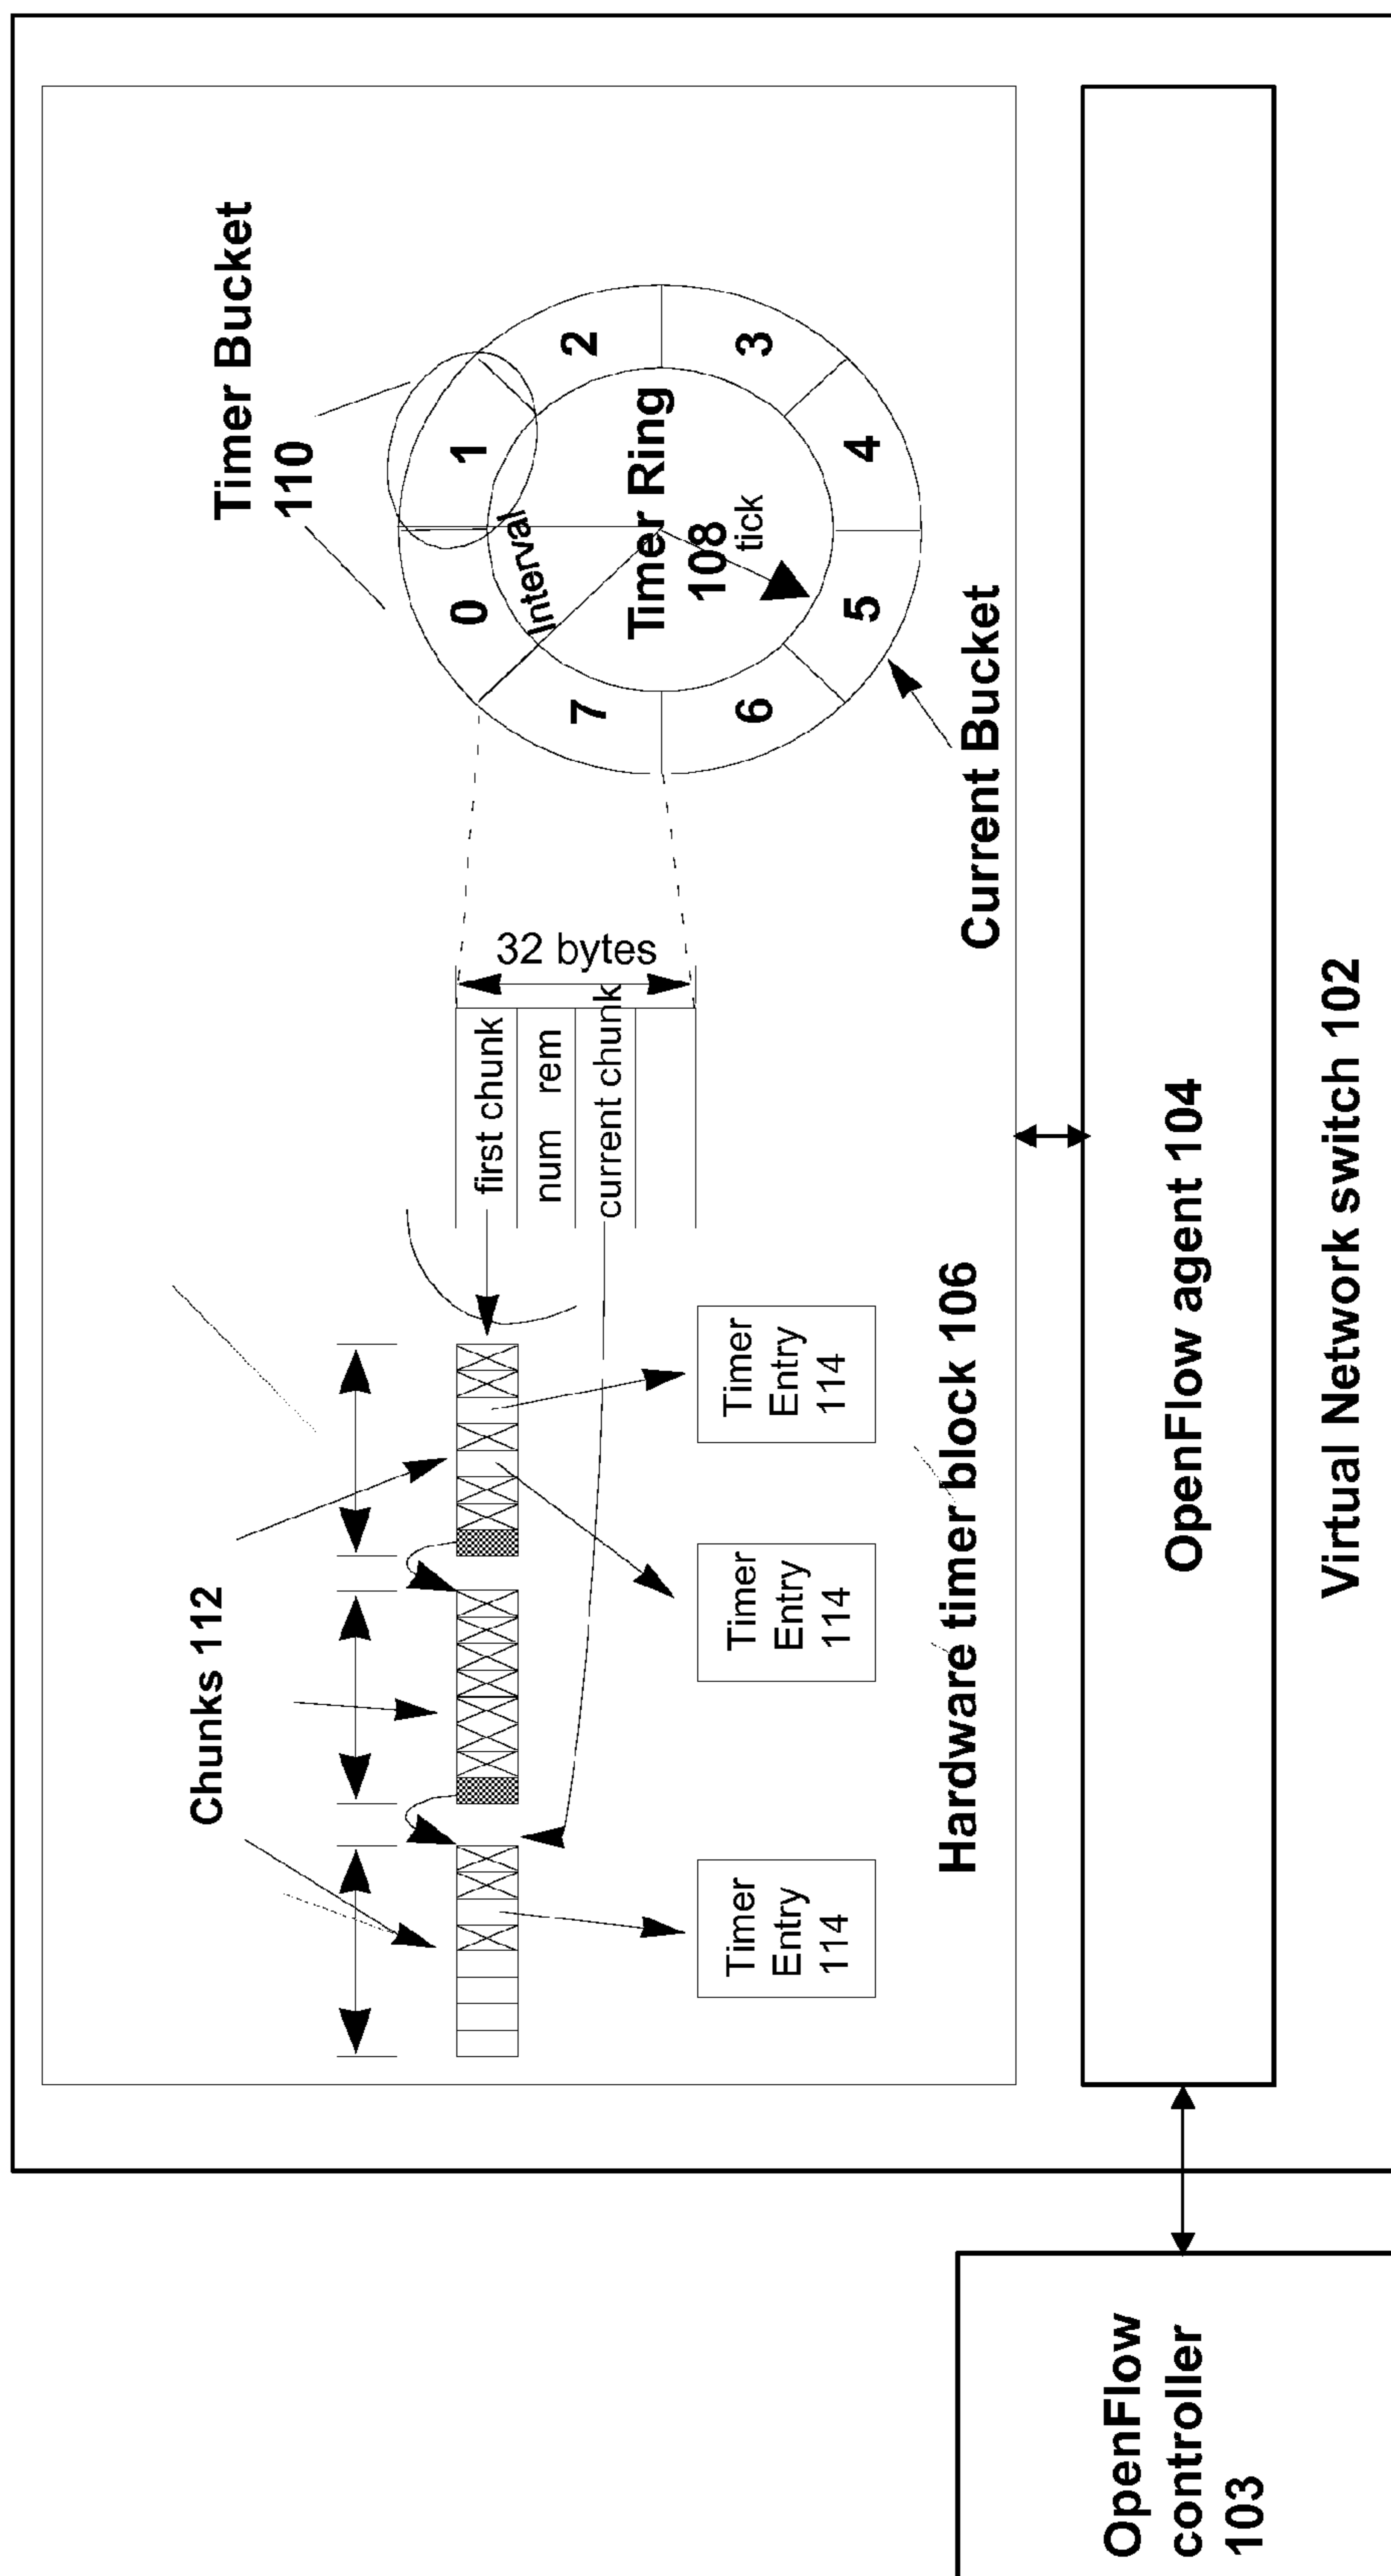 Timer Bucket
110
0
1
2
3
4
5
6
7
Interval
Timer Ring
108
tick
Current Bucket
32 bytes
first chunk
num rem
current chunk
Chunks 112
Timer
Entry
114
Timer
Entry
114
Timer
Entry
114
Hardware timer block 106
OpenFlow agent 104
Virtual Network switch 102
OpenFlow
controller
103